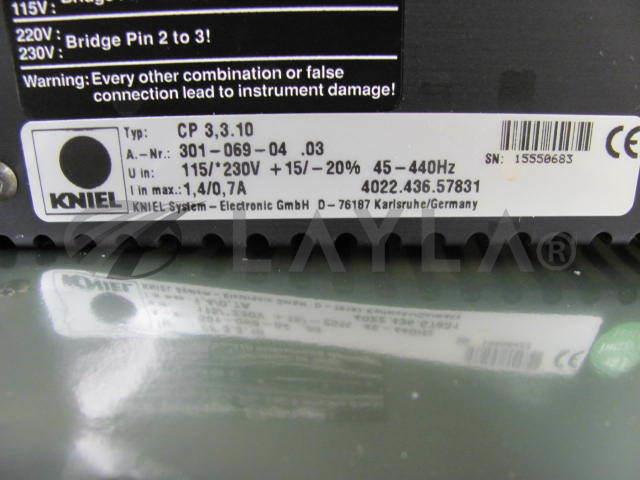 115V:
220V:
230V: Bridge Pin 2 to 3!
Warning: Every other combination or false
connection lead to instrument damage!
KNIEL
Typ: CP 3,3.10
A.-Nr.: 301-069-04 .03
U in: 115/*230V +15/-20% 45-440Hz
I in max.: 1,4/0,7A 4022.436.57831
KNIEL System-Electronic GmbH D-76187 Karlsruhe/Germany
SN: 15550683
CE
LAYLA®